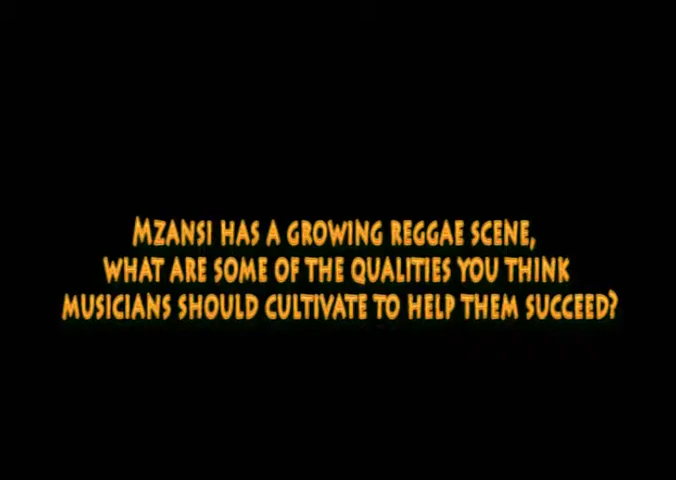 Mzansi has a growing reggae scene,
what are some of the qualities you think
musicians should cultivate to help them succeed?